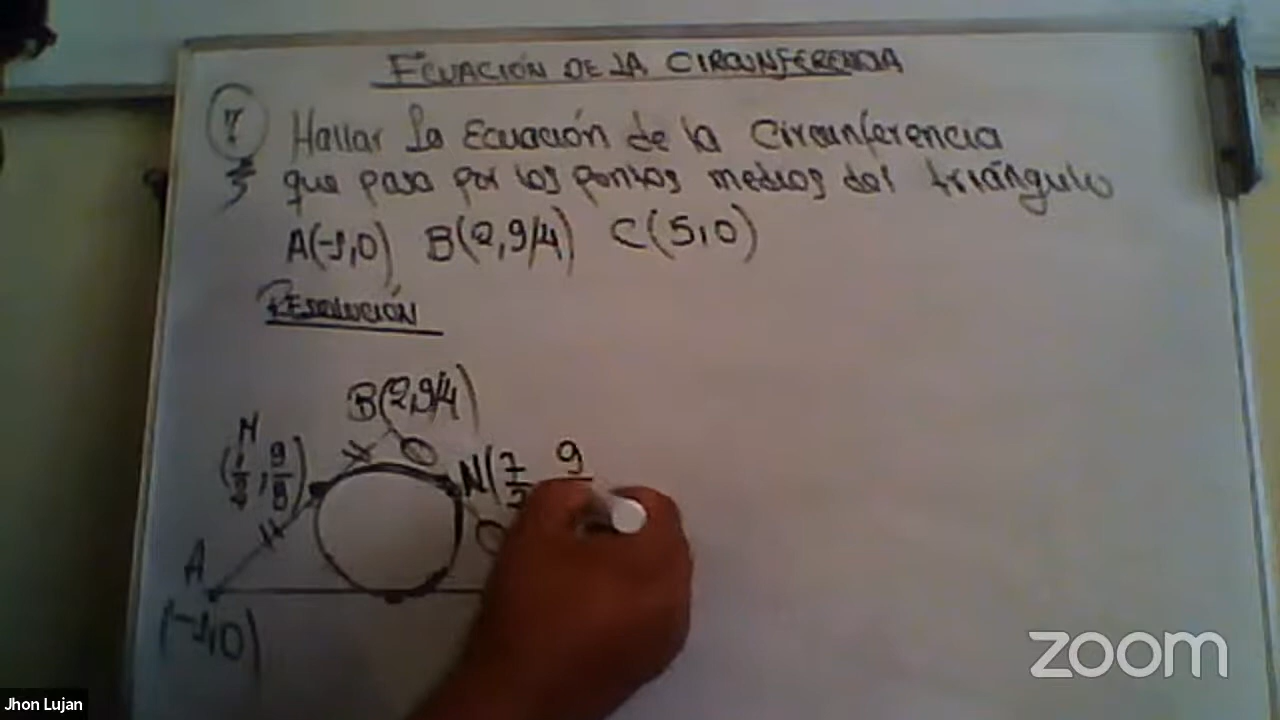 ECUACIÓN DE LA CIRCUNFERENCIA
7 Hallar la Ecuación de la Circunferencia
que pasa por los puntos medios del triángulo
A(-1,0) B(2,9/4) C(5,0)
RESOLUCIÓN
B(2,9/4)
M
(1/2,9/8)
N(7/2 9
A
(-1,0)
zoom
Jhon Lujan